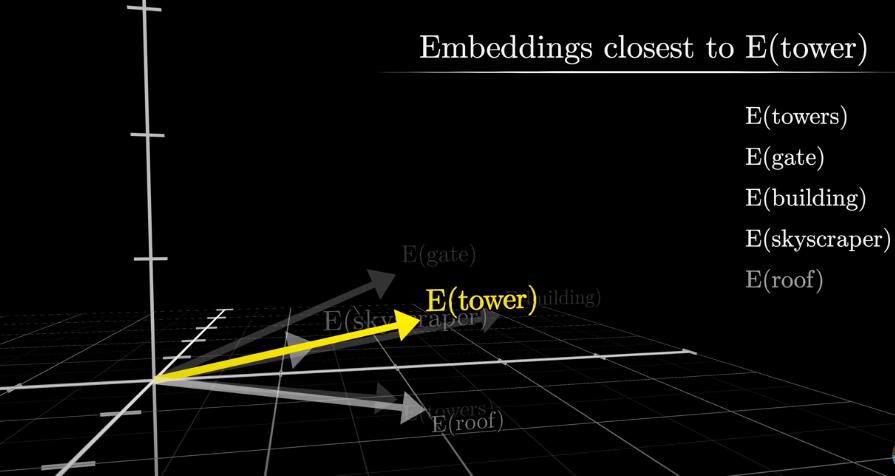 Embeddings closest to E(tower)
E(towers)
E(gate)
E(building)
E(skyscraper)
E(roof)
E(gate)
E(tower)
E(building)
E(skyscraper)
E(towers)
E(roof)